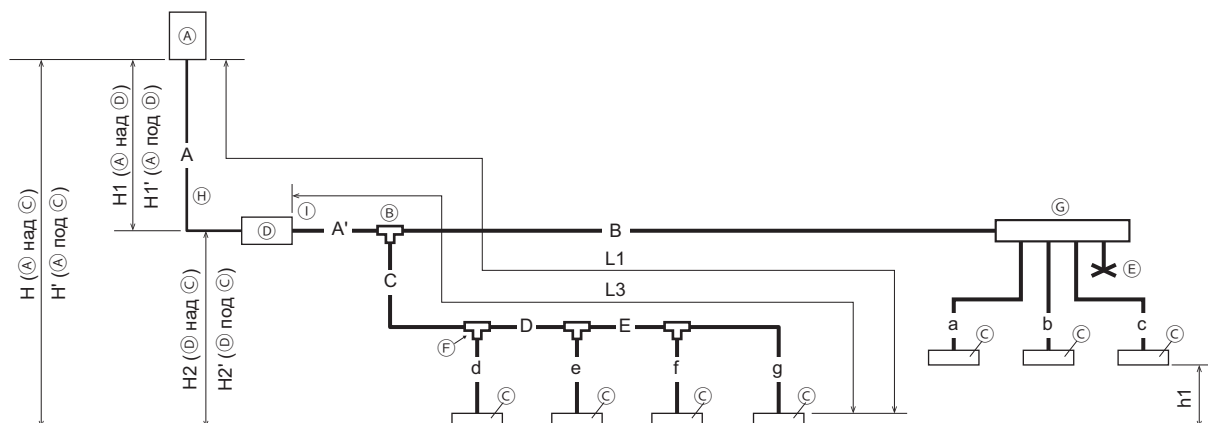 Ⓐ
H (Ⓐ над Ⓒ)
H' (Ⓐ под Ⓒ)
H1 (Ⓐ над Ⓓ)
H1' (Ⓐ под Ⓓ)
A
Ⓗ
Ⓘ
Ⓑ
Ⓖ
Ⓓ
A'
B
Ⓔ
L1
C
L3
H2 (Ⓓ над Ⓒ)
H2' (Ⓓ под Ⓒ)
D
E
a
b
c
Ⓒ
Ⓒ
Ⓒ
Ⓕ
d
e
f
g
Ⓒ
Ⓒ
Ⓒ
Ⓒ
h1